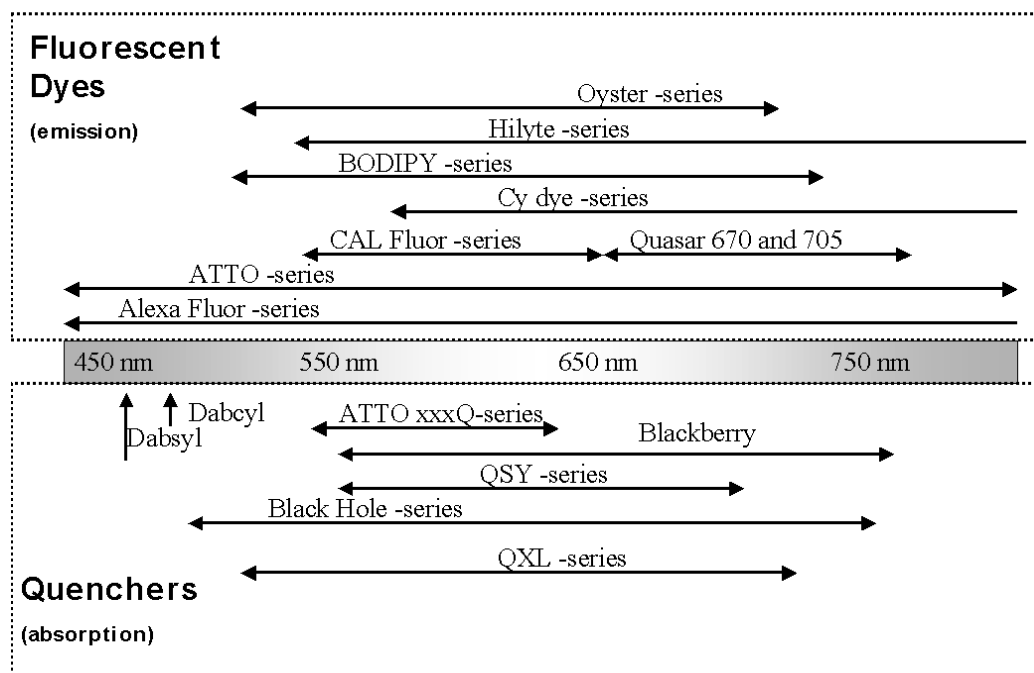 Fluorescent
Dyes
(emission)
Oyster -series
Hilyte -series
BODIPY -series
Cy dye -series
CAL Fluor -series
Quasar 670 and 705
ATTO -series
Alexa Fluor -series
450 nm
550 nm
650 nm
750 nm
Dabcyl
Dabsyl
ATTO xxxQ-series
Blackberry
QSY -series
Black Hole -series
QXL -series
Quenchers
(absorption)